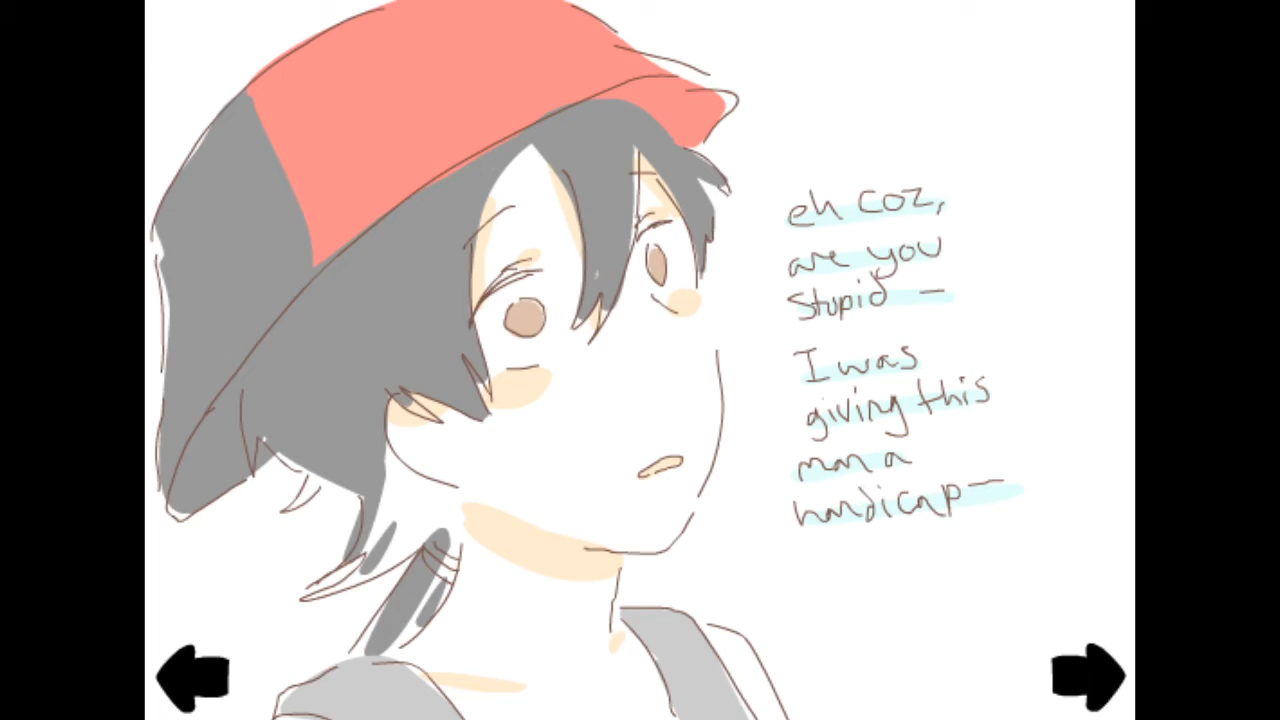 eh coz,
are you
stupid -
I was
giving this
man a
handicap-